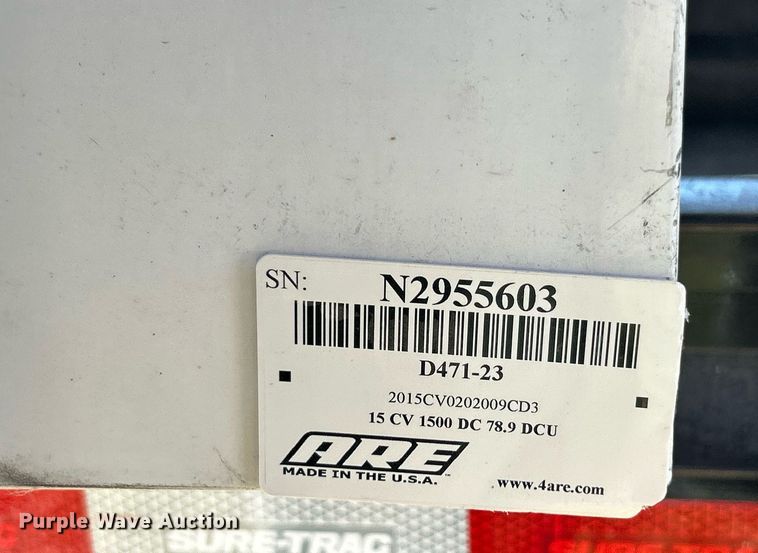 SN: N2955603
D471-23
2015CV0202009CD3
15 CV 1500 DC 78.9 DCU
ARE
MADE IN THE U.S.A.™
www.4are.com
Purple Wave Auction
SURE-TRAC